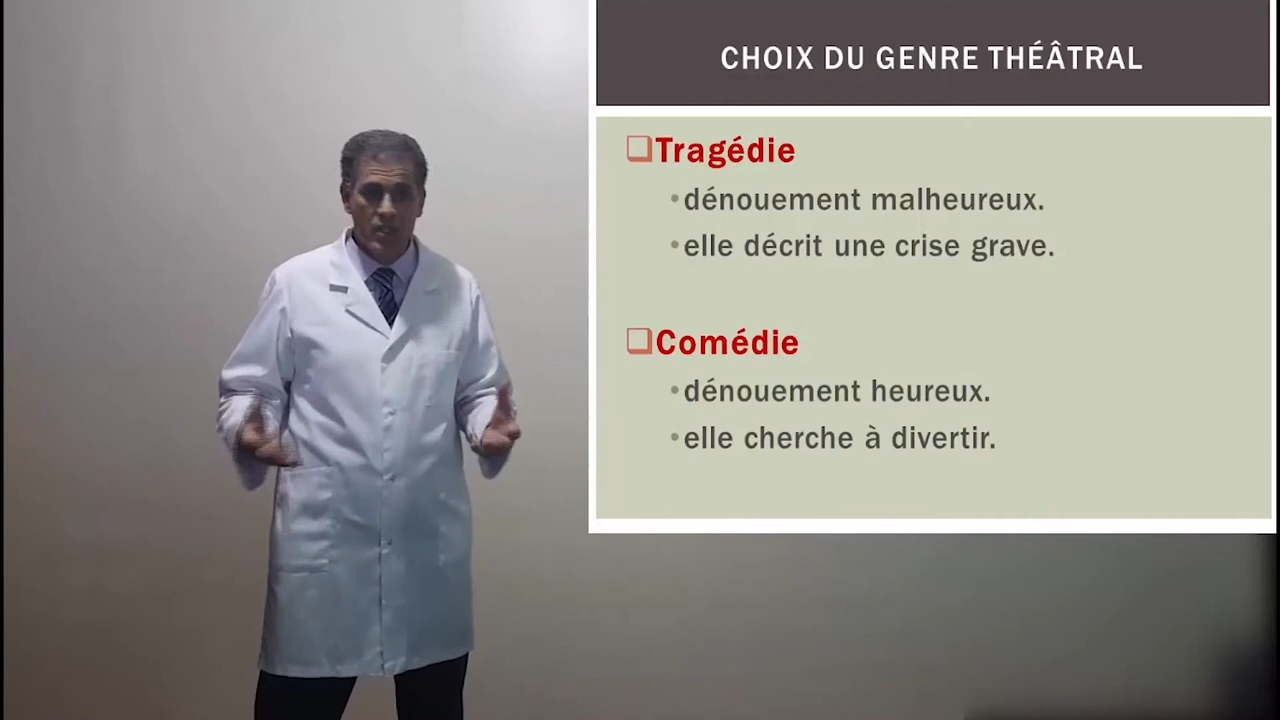 CHOIX DU GENRE THÉÂTRAL
❑Tragédie
•dénouement malheureux.
•elle décrit une crise grave.
❑Comédie
•dénouement heureux.
•elle cherche à divertir.